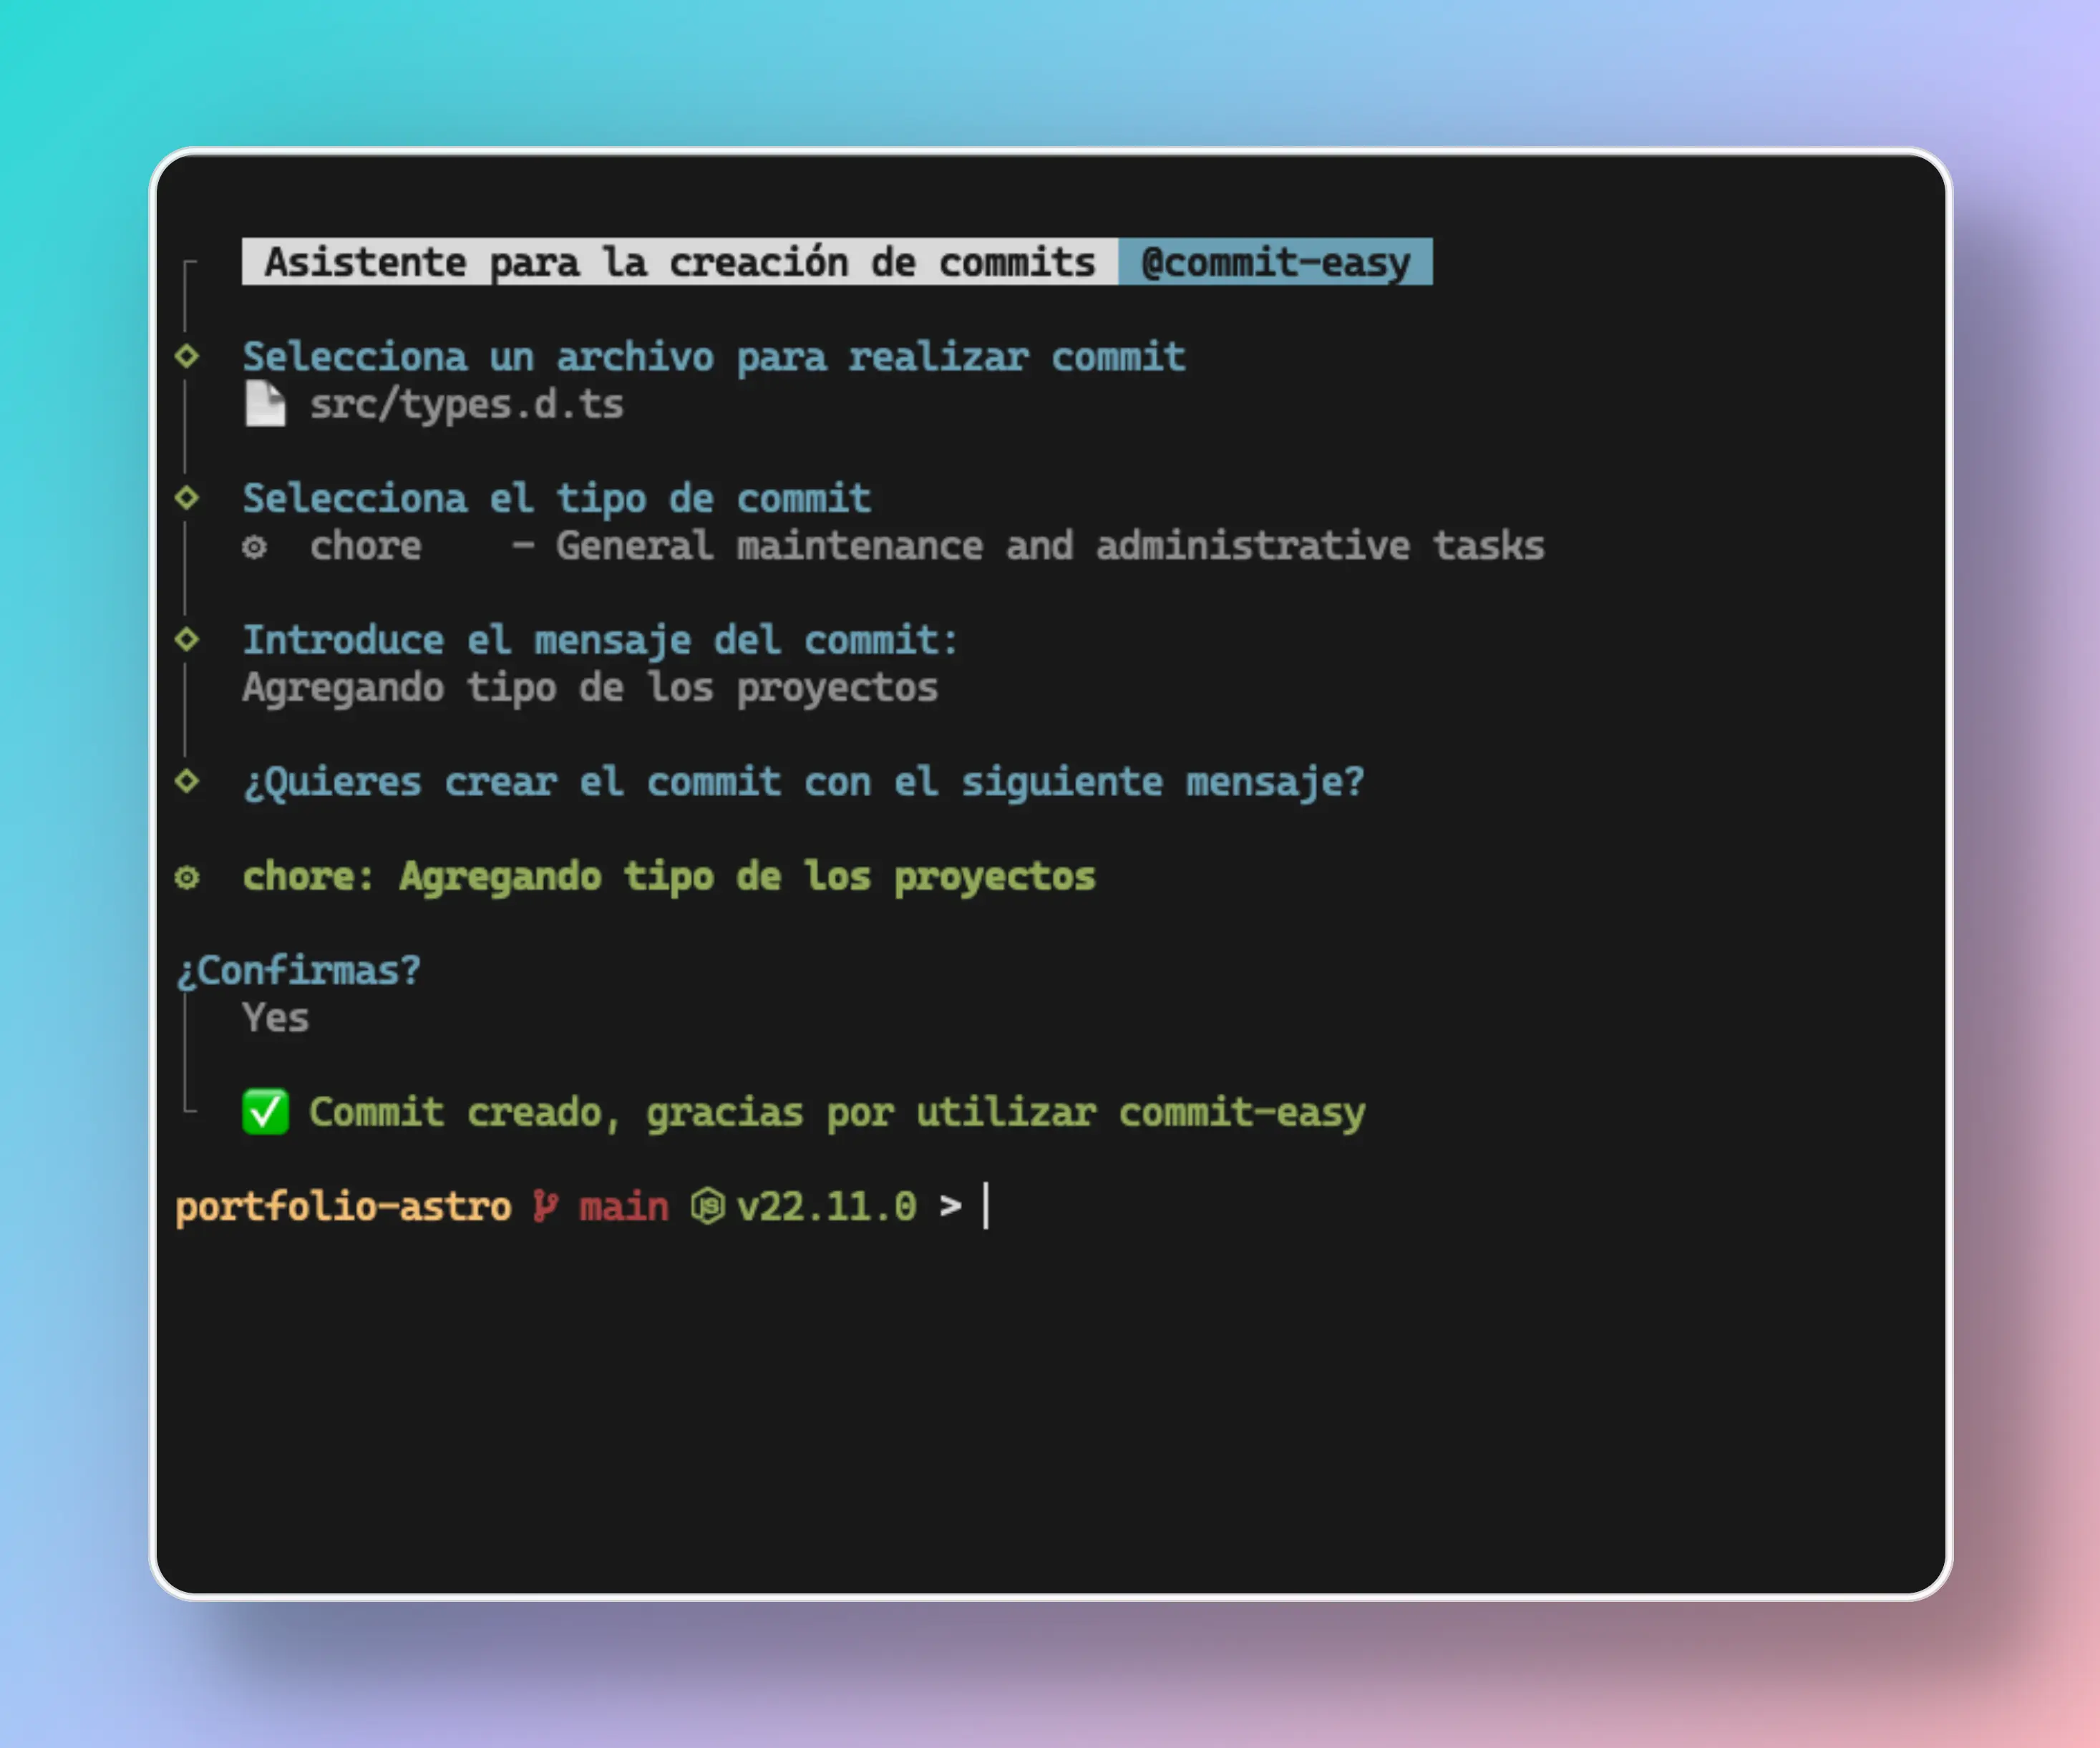 Asistente para la creación de commits @commit-easy
Selecciona un archivo para realizar commit
src/types.d.ts
Selecciona el tipo de commit
chore – General maintenance and administrative tasks
Introduce el mensaje del commit:
Agregando tipo de los proyectos
¿Quieres crear el commit con el siguiente mensaje?
chore: Agregando tipo de los proyectos
¿Confirmas?
Yes
✅ Commit creado, gracias por utilizar commit-easy
portfolio-astro main v22.11.0 >